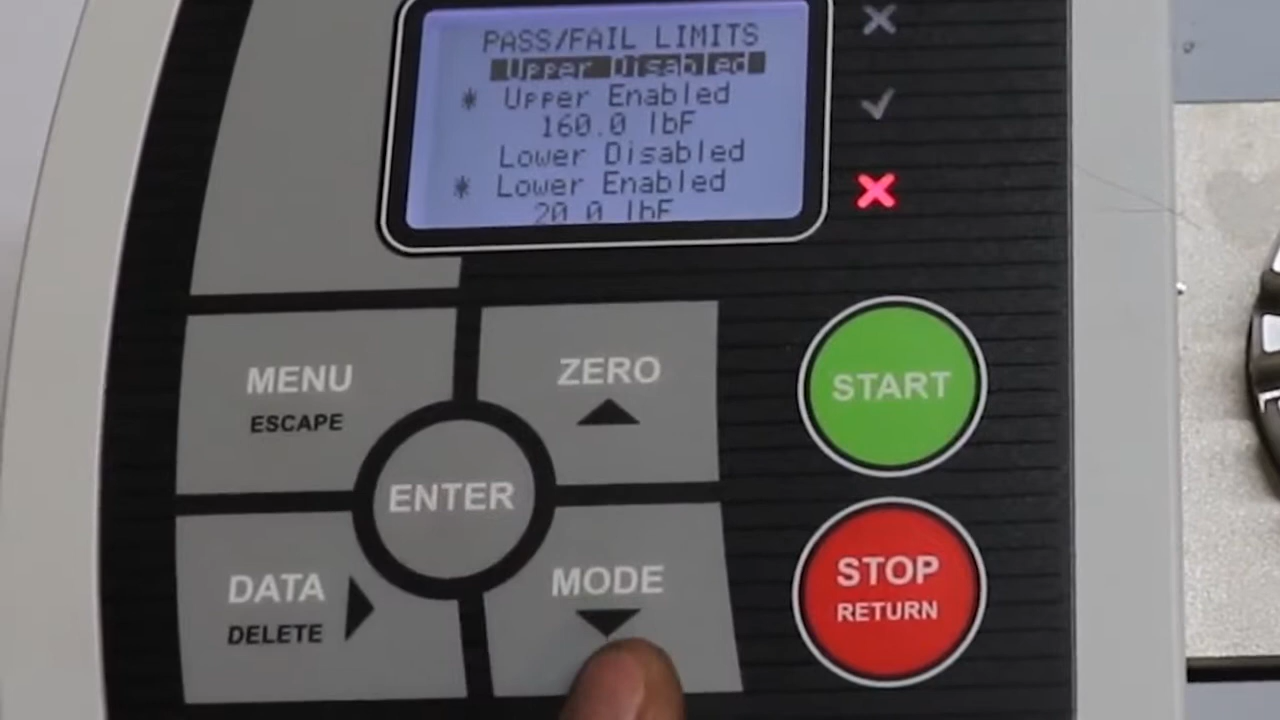 PASS/FAIL LIMITS
Upper Disabled
* Upper Enabled
160.0 lbF
Lower Disabled
* Lower Enabled
20.0 lbF
MENU
ESCAPE
ZERO
ENTER
DATA
DELETE
MODE
START
STOP
RETURN